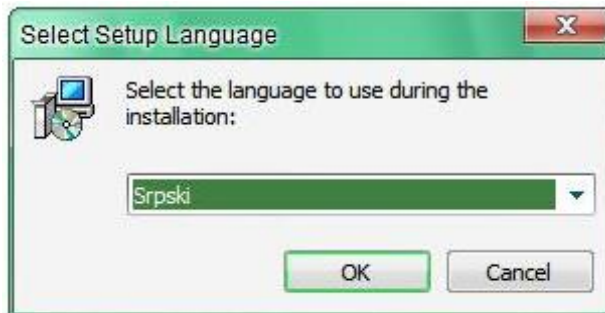 Select Setup Language
Select the language to use during the
installation:
Srpski
OK
Cancel